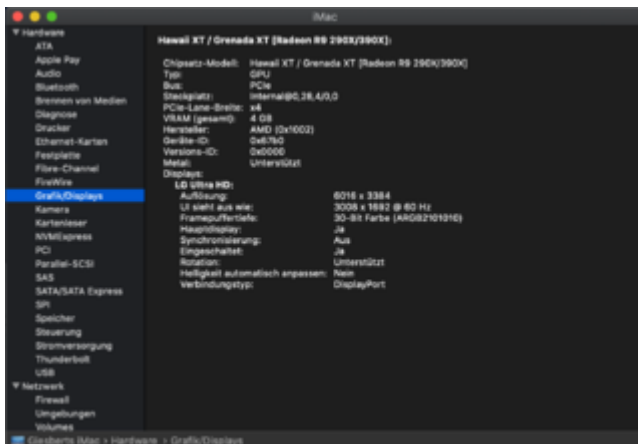 iMac
Hardware
ATA
Apple Pay
Audio
Bluetooth
Brennen von Medien
Diagnose
Drucker
Ethernet-Karten
Festplatte
Fibre-Channel
FireWire
Grafik/Displays
Kamera
Kartenleser
NVMExpress
PCI
Parallel-SCSI
SAS
SATA/SATA Express
SPI
Speicher
Steuerung
Stromversorgung
Thunderbolt
USB
Netzwerk
Firewall
Umgebungen
Volumes
Hawaii XT / Grenada XT [Radeon R9 290X/390X]:
Chipsatz-Modell: Hawaii XT / Grenada XT [Radeon R9 290X/390X]
Typ: GPU
Bus: PCIe
Steckplatz: Internal@0,28,4/0,0
PCIe-Lane-Breite: x4
VRAM (gesamt): 4 GB
Hersteller: AMD (0x1002)
Geräte-ID: 0x67b0
Versions-ID: 0x0000
Metal: Unterstützt
Displays:
LG Ultra HD:
Auflösung: 6016 x 3384
UI sieht aus wie: 3008 x 1692 @ 60 Hz
Framepuffertiefe: 30-Bit Farbe (ARGB2101010)
Hauptdisplay: Ja
Synchronisierung: Aus
Eingeschaltet: Ja
Rotation: Unterstützt
Helligkeit automatisch anpassen: Nein
Verbindungstyp: DisplayPort
Giesberts iMac › Hardware › Grafik/Displays